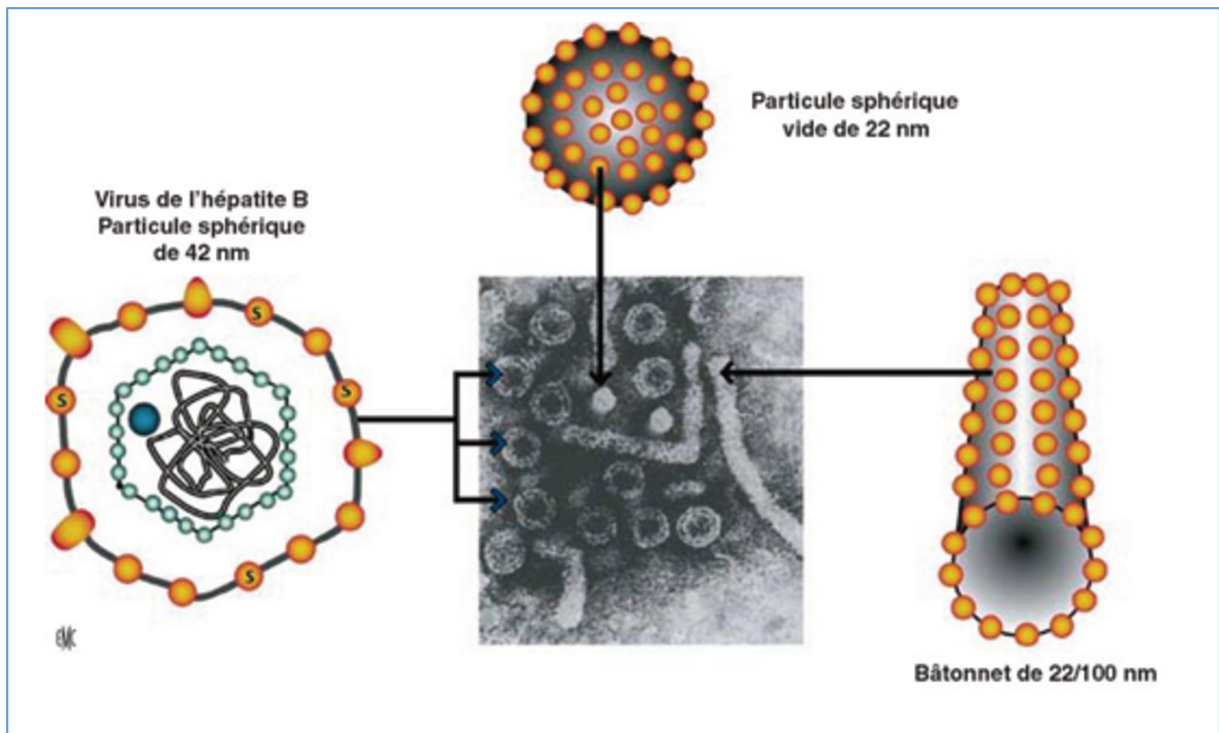 Particule sphérique
vide de 22 nm
Virus de l'hépatite B
Particule sphérique
de 42 nm
S
S
S
S
EMC
Bâtonnet de 22/100 nm